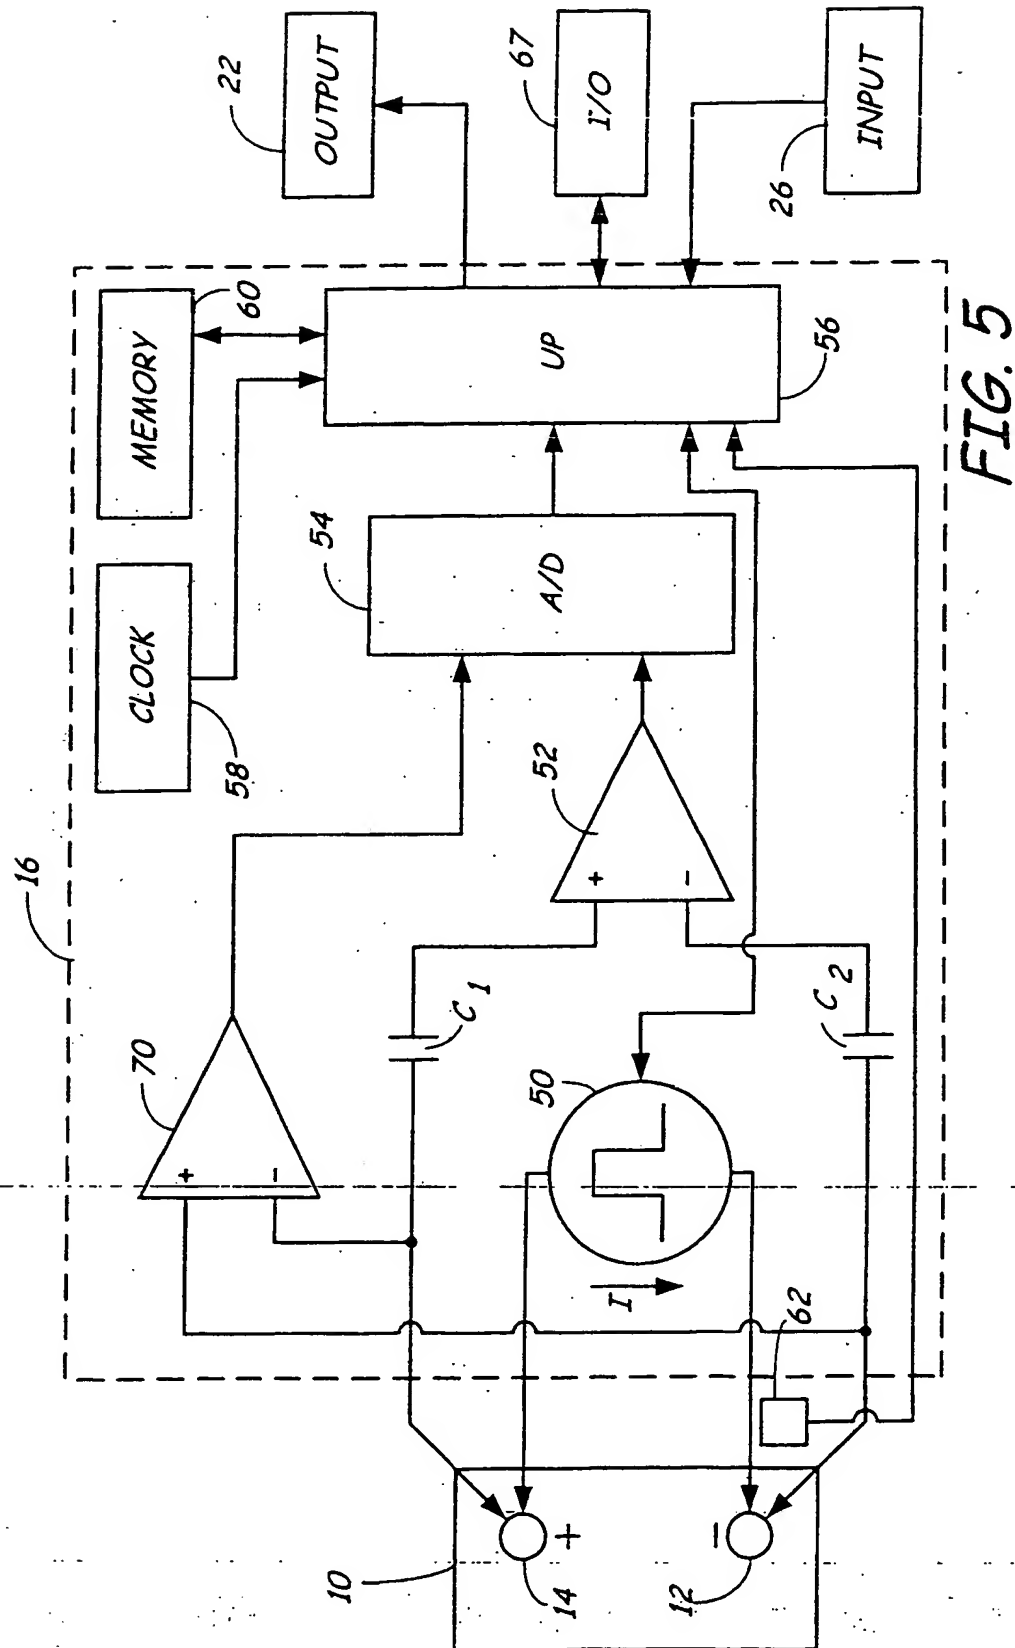 16
CLOCK
58
MEMORY
60
OUTPUT
22
70
+
-
54
A/D
UP
56
I/O
67
C 1
52
+
-
50
I
C 2
INPUT
26
62
10
14
+
12
-
FIG. 5